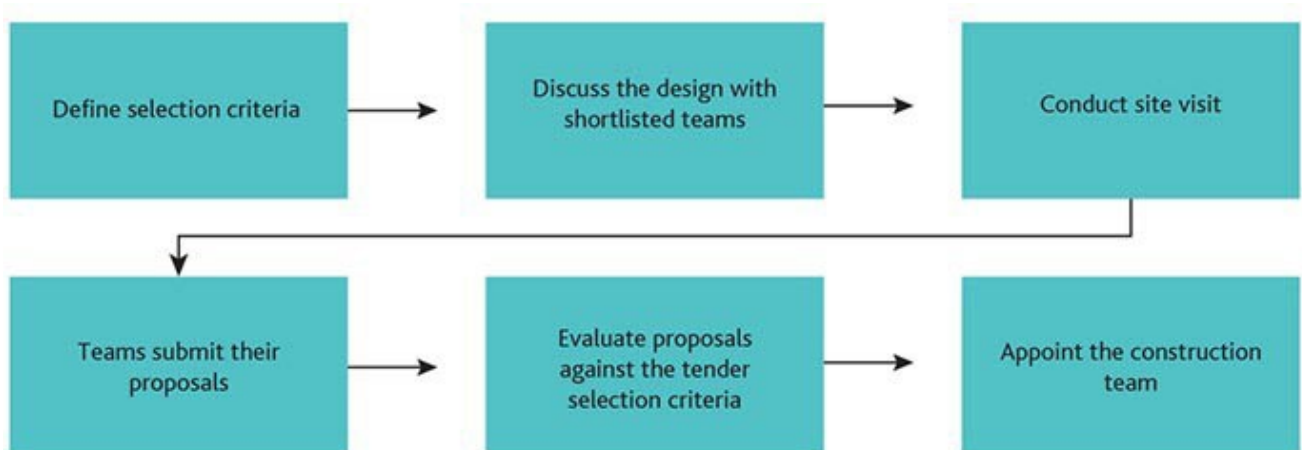 Define selection criteria
Discuss the design with
shortlisted teams
Conduct site visit
Teams submit their
proposals
Evaluate proposals
against the tender
selection criteria
Appoint the construction
team